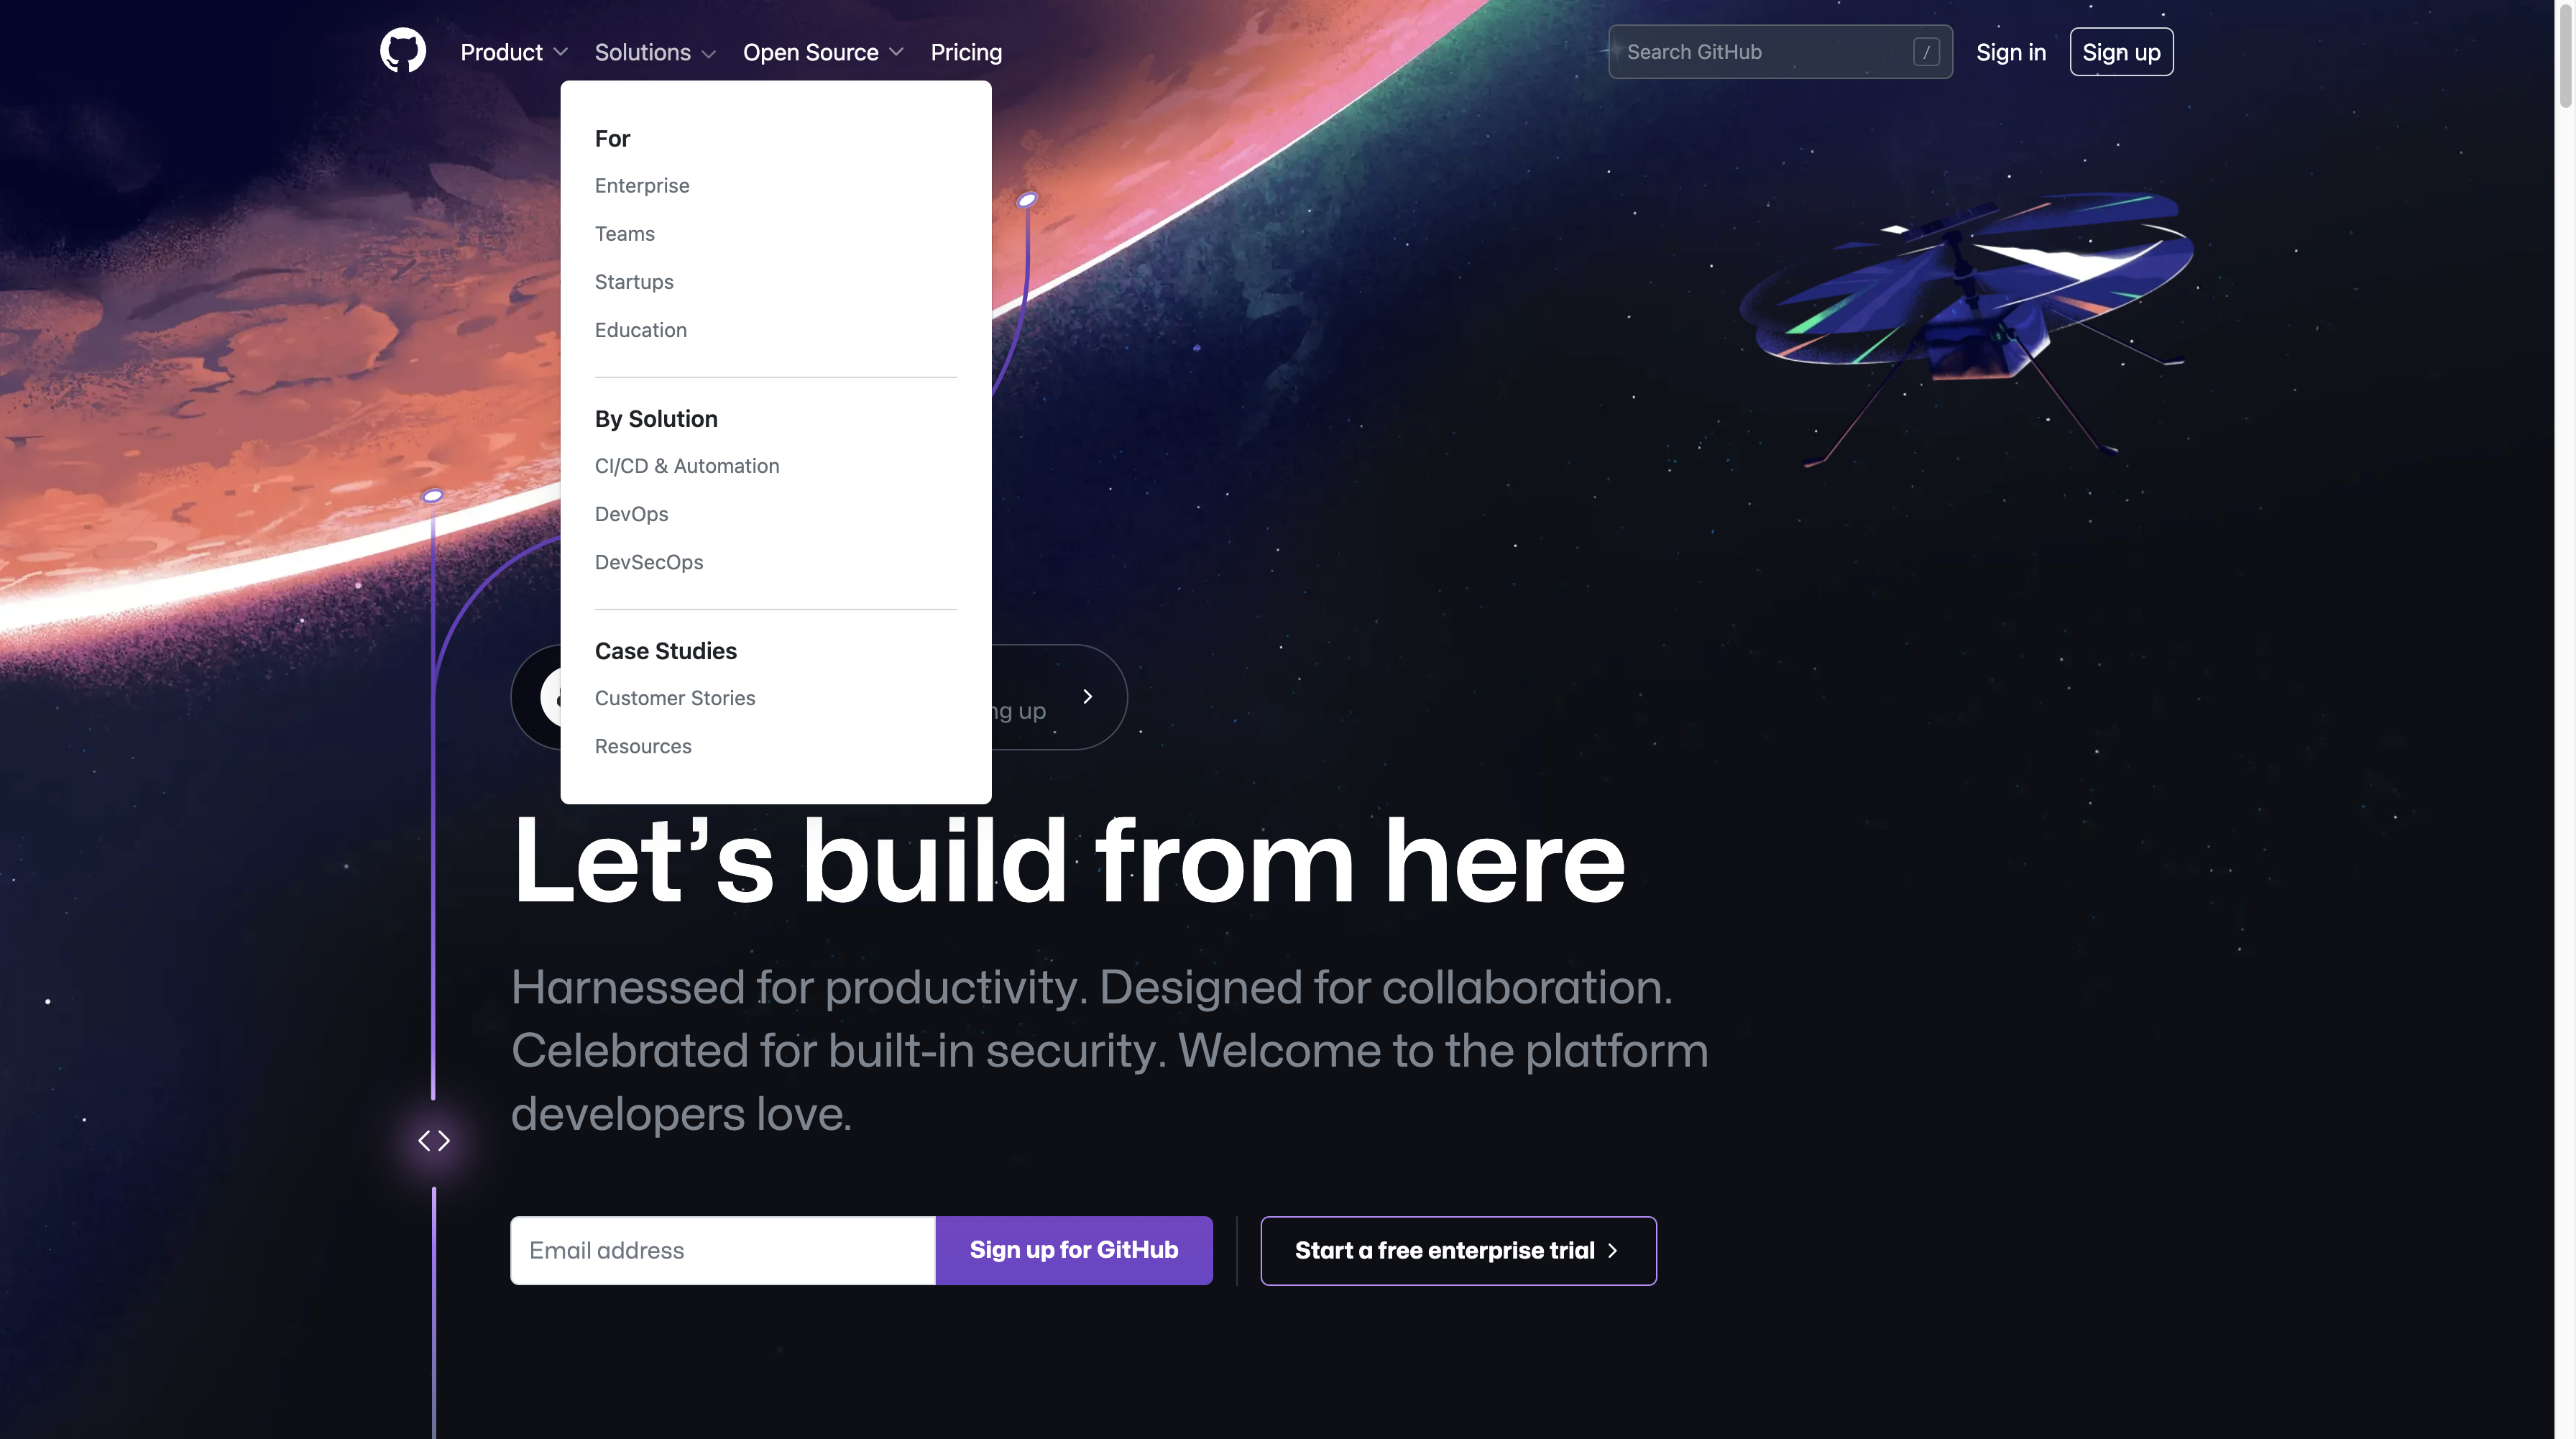 Product
Solutions
Open Source
Pricing
Search GitHub
/
Sign in
Sign up
For
Enterprise
Teams
Startups
Education
By Solution
CI/CD & Automation
DevOps
DevSecOps
Case Studies
Customer Stories
Resources
up
Let’s build from here
Harnessed for productivity. Designed for collaboration.
Celebrated for built-in security. Welcome to the platform
developers love.
Email address
Sign up for GitHub
Start a free enterprise trial